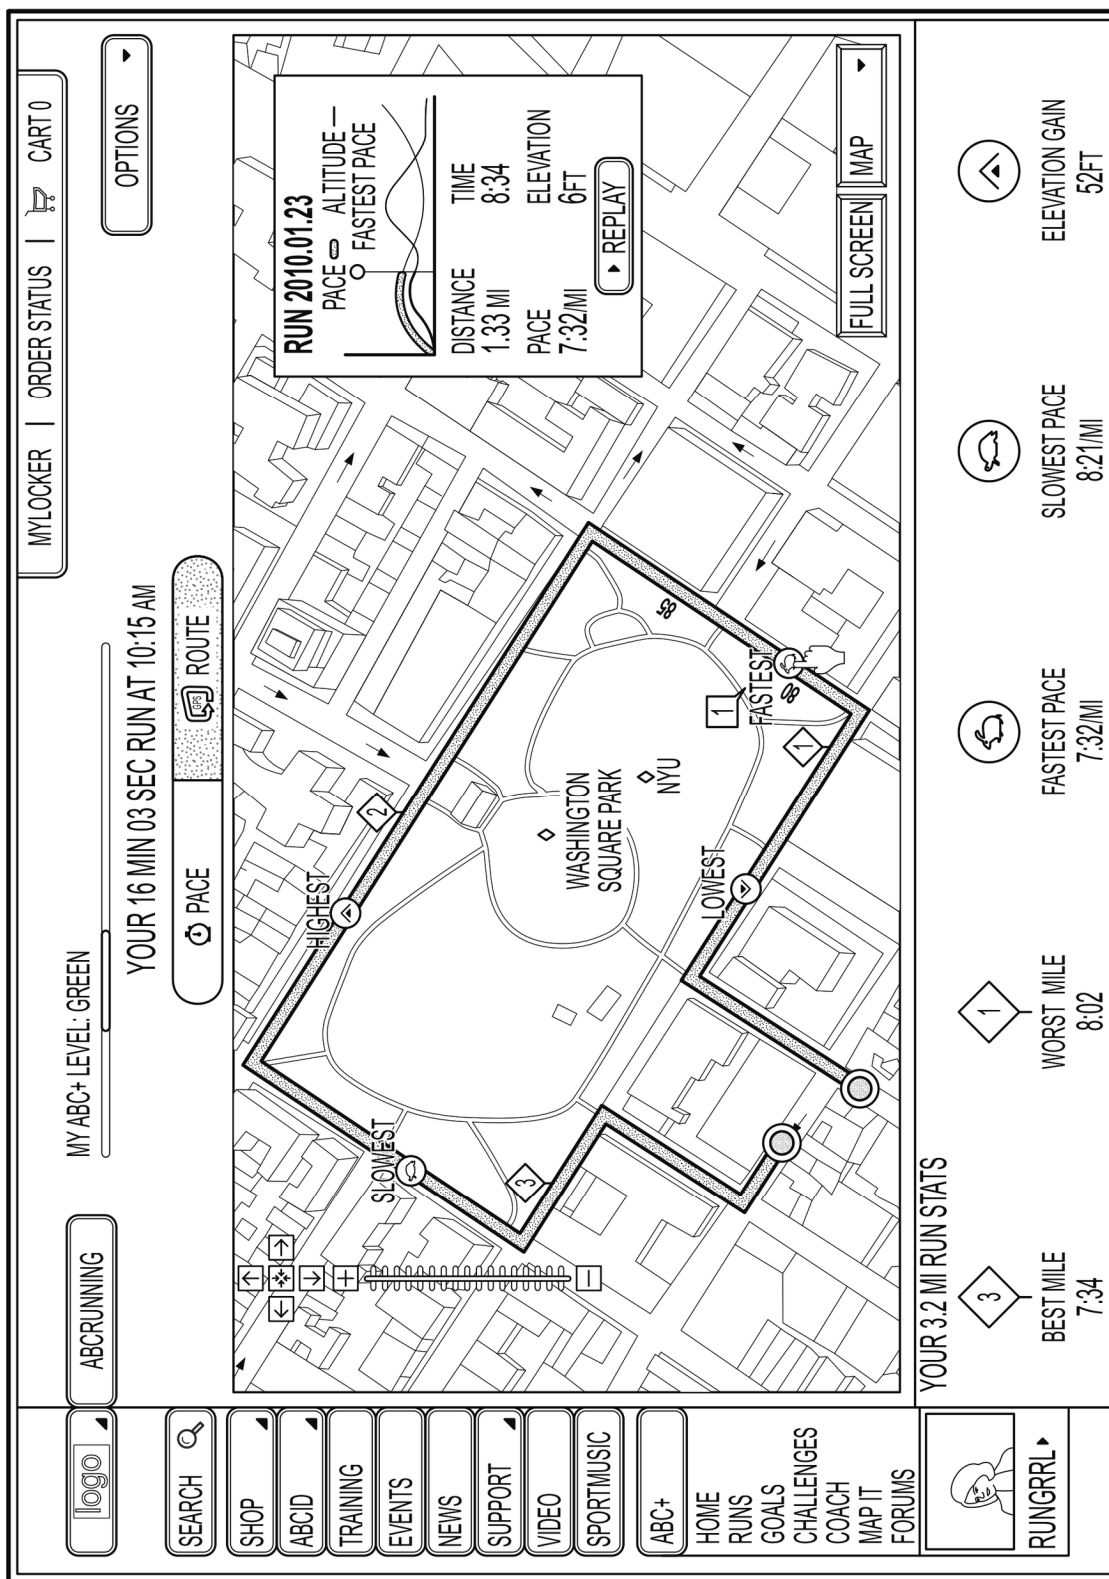 logo
ABCRUNNING
MY ABC+ LEVEL: GREEN
MYLOCKER | ORDER STATUS | CART 0
YOUR 16 MIN 03 SEC RUN AT 10:15 AM
OPTIONS
PACE
GPS
ROUTE
SEARCH
SHOP
ABCID
TRAINING
EVENTS
NEWS
SUPPORT
VIDEO
SPORTMUSIC
ABC+
HOME
RUNS
GOALS
CHALLENGES
COACH
MAP IT
FORUMS
RUNGRRL
SLOWEST
HIGHEST
2
3
WASHINGTON
SQUARE PARK
NYU
LOWEST
1
1
FASTEST
80
85
RUN 2010.01.23
PACE ALTITUDE —
FASTEST PACE
DISTANCE
1.33 MI
TIME
8:34
PACE
7:32/MI
ELEVATION
6FT
REPLAY
FULL SCREEN
MAP
YOUR 3.2 MI RUN STATS
3
BEST MILE
7:34
1
WORST MILE
8:02
FASTEST PACE
7:32/MI
SLOWEST PACE
8:21/MI
ELEVATION GAIN
52FT